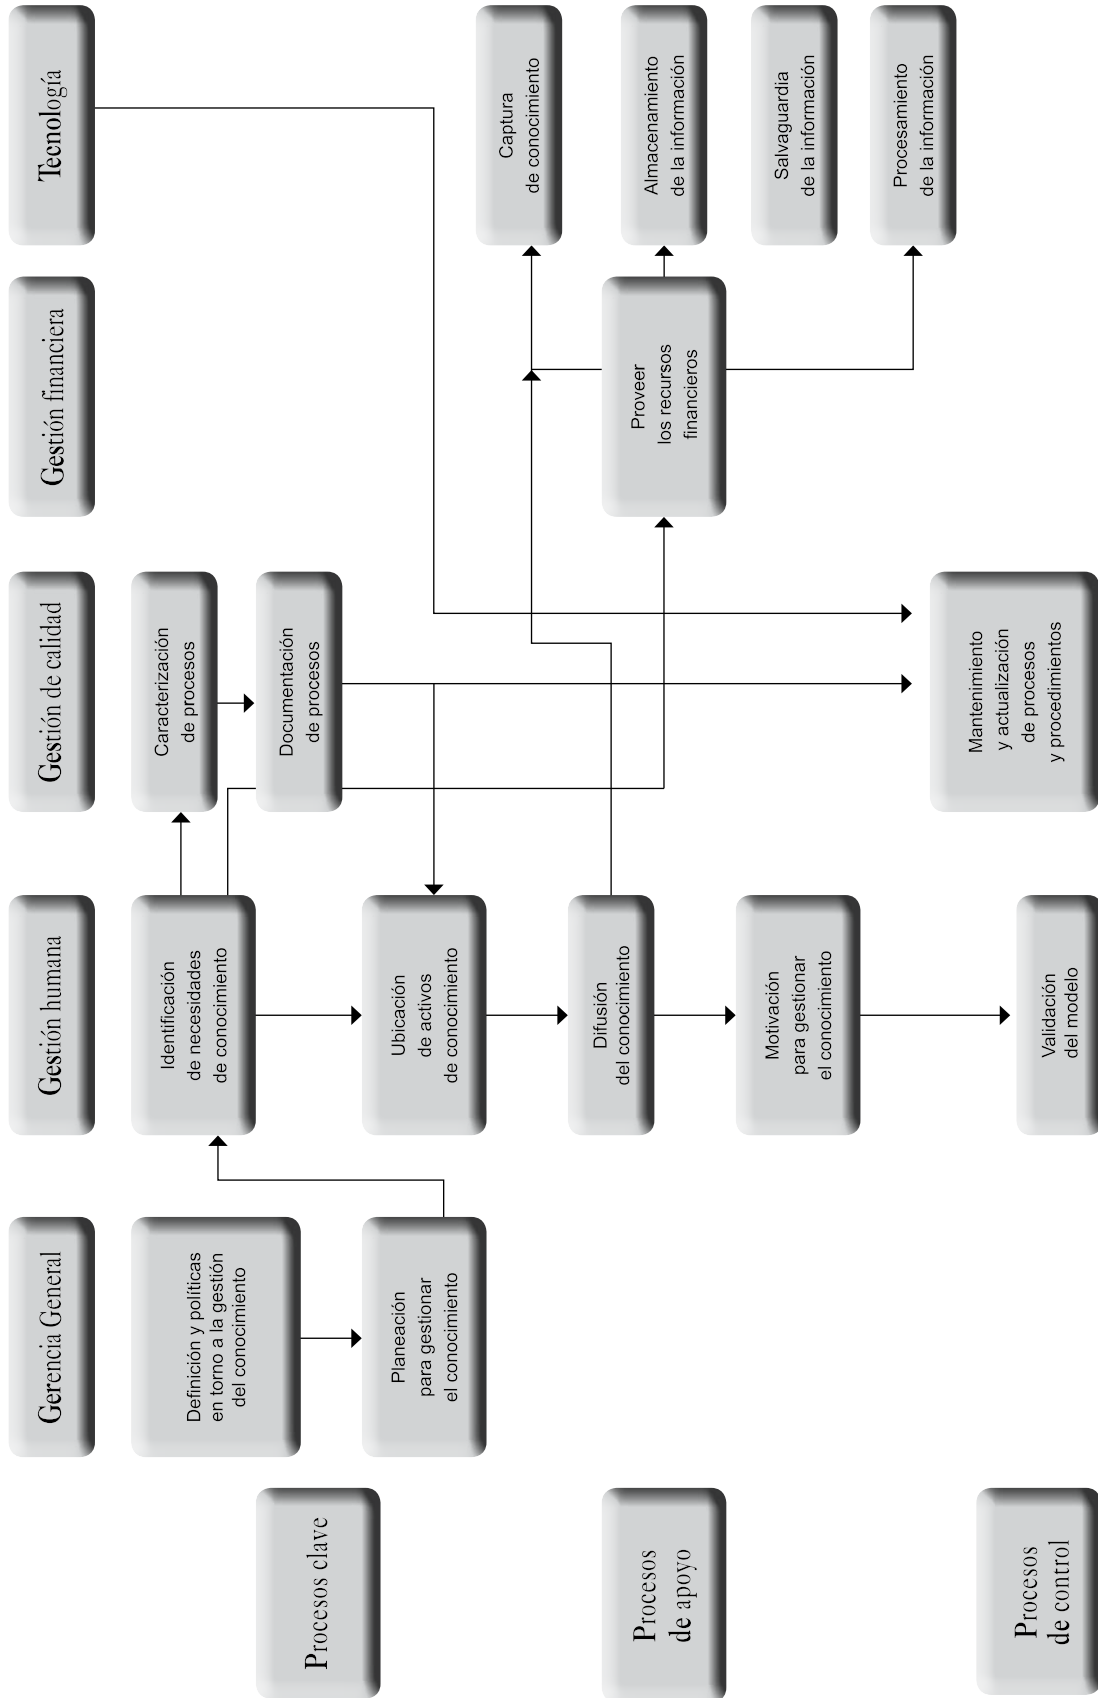 Gerencia General
Gestión humana
Gestión de calidad
Gestión financiera
Tecnología
Procesos clave
Definición y políticas
en torno a la gestión
del conocimiento
Identificación
de necesidades
de conocimiento
Caracterización
de procesos
Documentación
de procesos
Planeación
para gestionar
el conocimiento
Ubicación
de activos
de conocimiento
Captura
de conocimiento
Procesos
de apoyo
Difusión
del conocimiento
Proveer
los recursos
financieros
Almacenamiento
de la información
Motivación
para gestionar
el conocimiento
Salvaguardia
de la información
Procesamiento
de la información
Procesos
de control
Validación
del modelo
Mantenimiento
y actualización
de procesos
y procedimientos